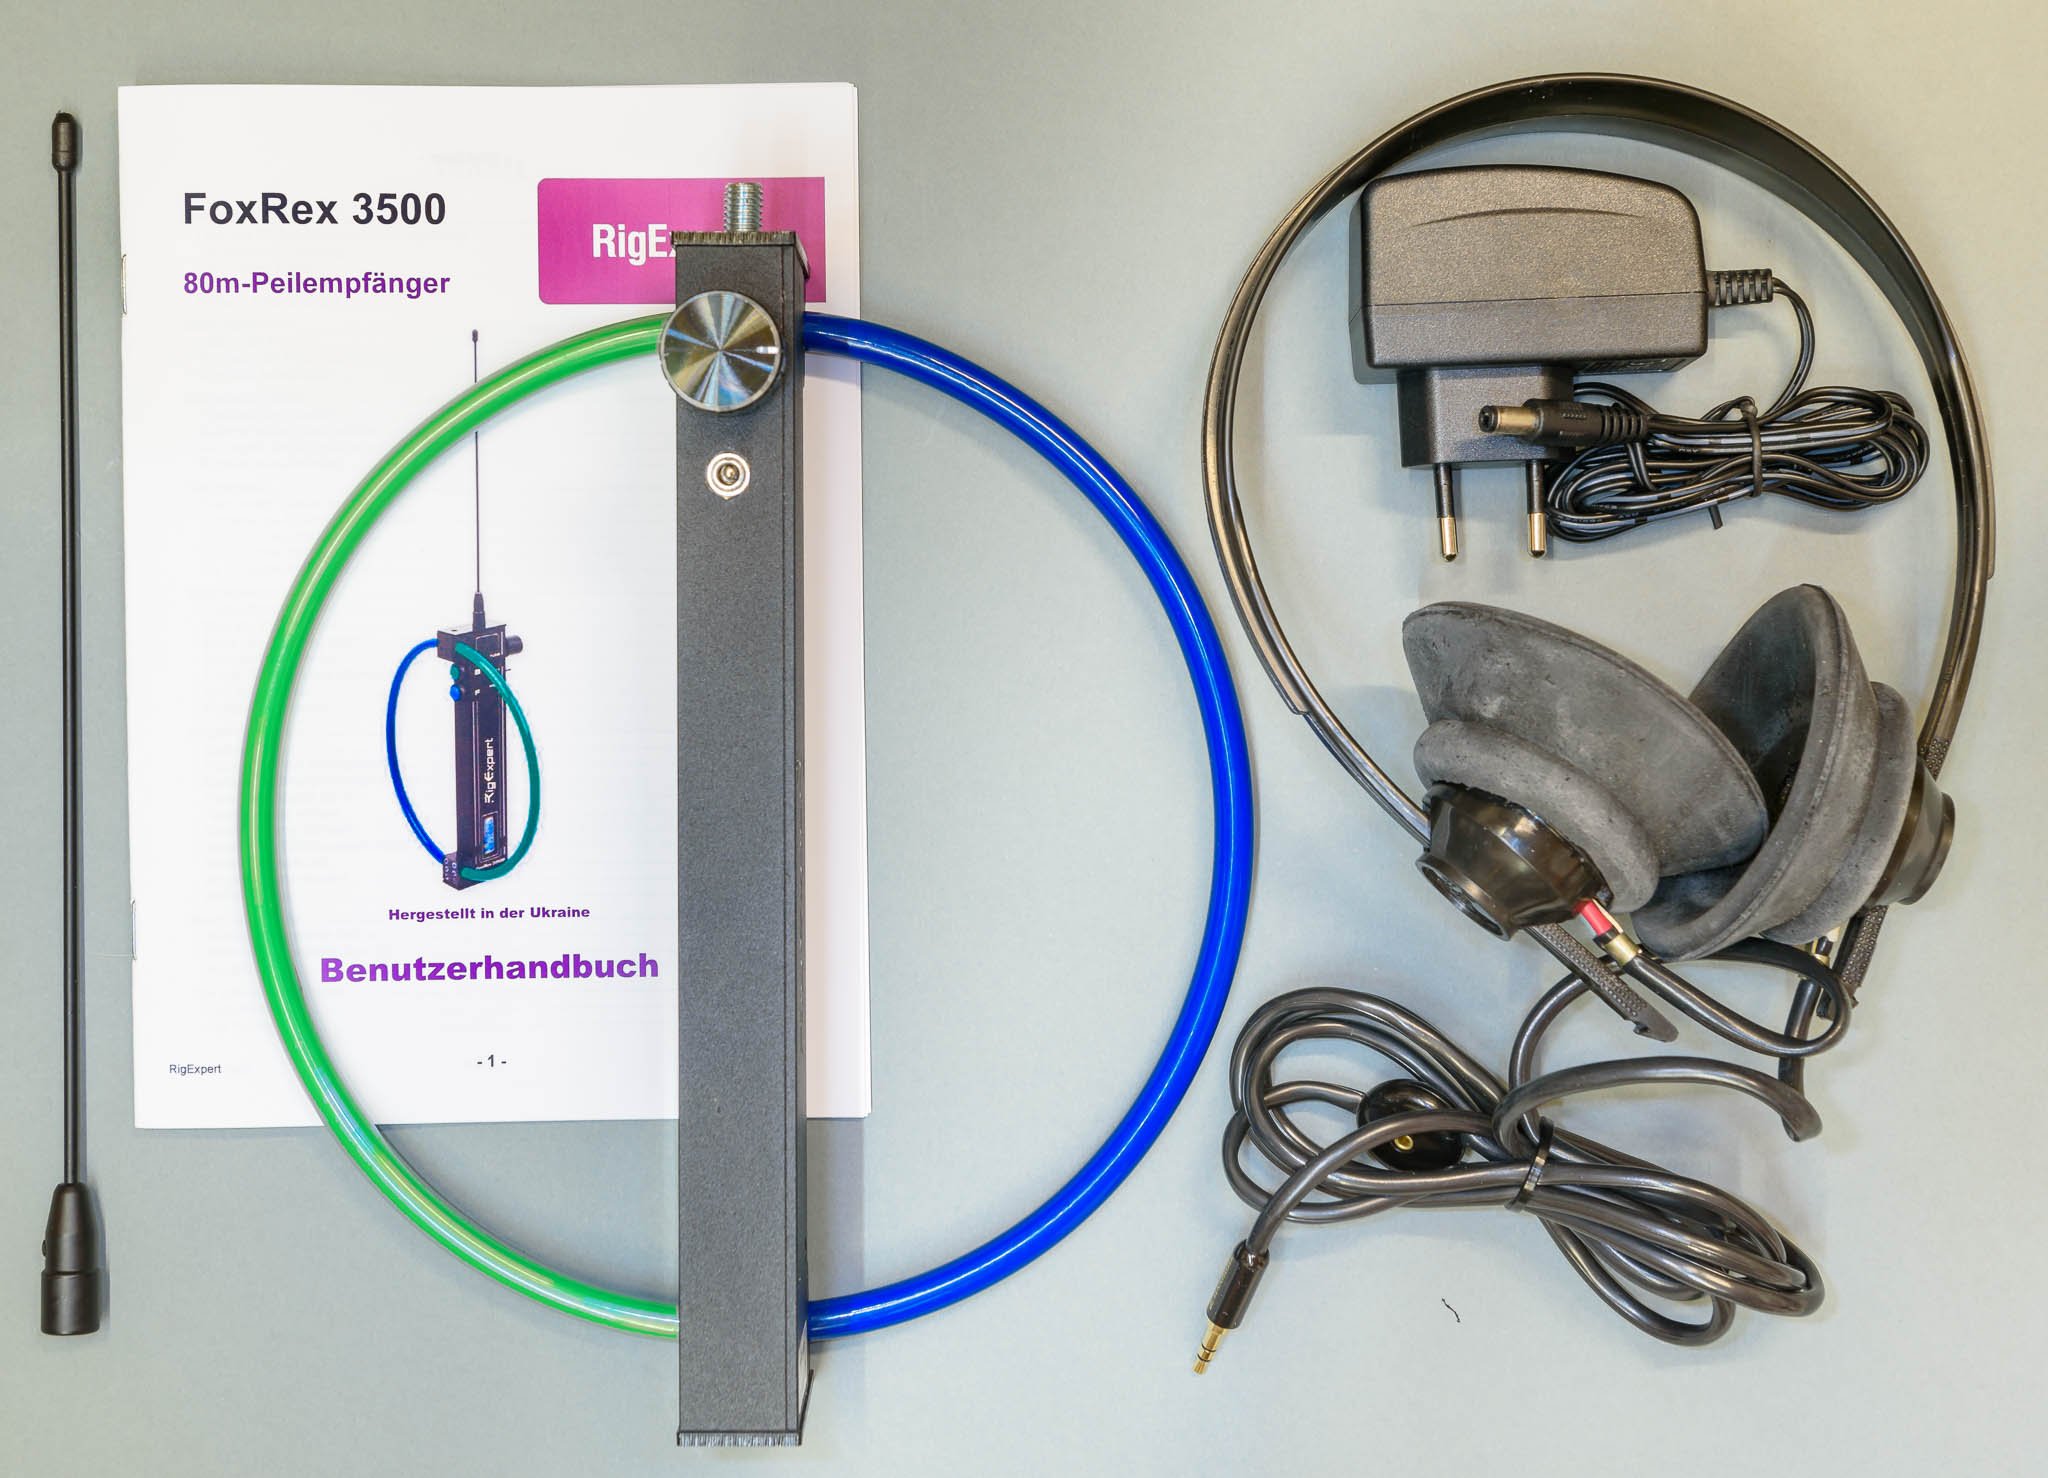 FoxRex 3500
RigEx
80m-Peilempfänger
RigExpert
Hergestellt in der Ukraine
Benutzerhandbuch
RigExpert
- 1 -